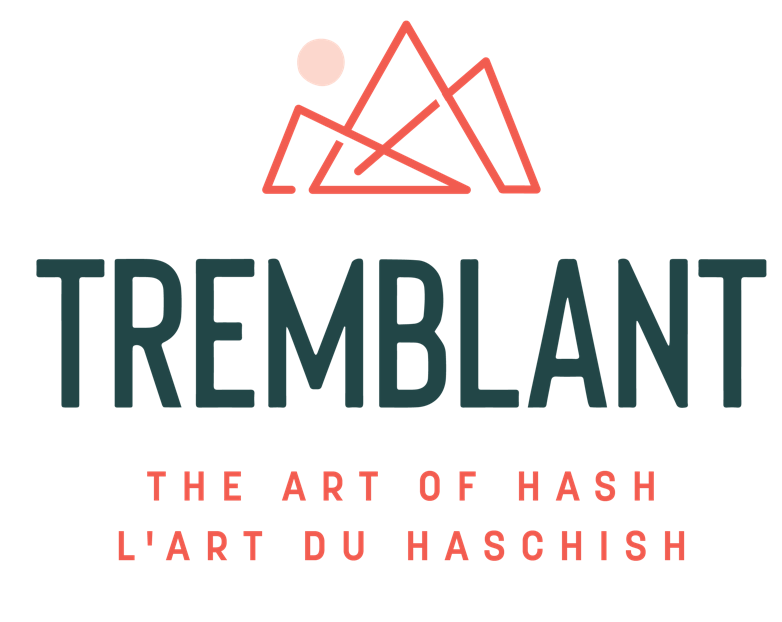 TREMBLANT
THE ART OF HASH
L'ART DU HASCHISH